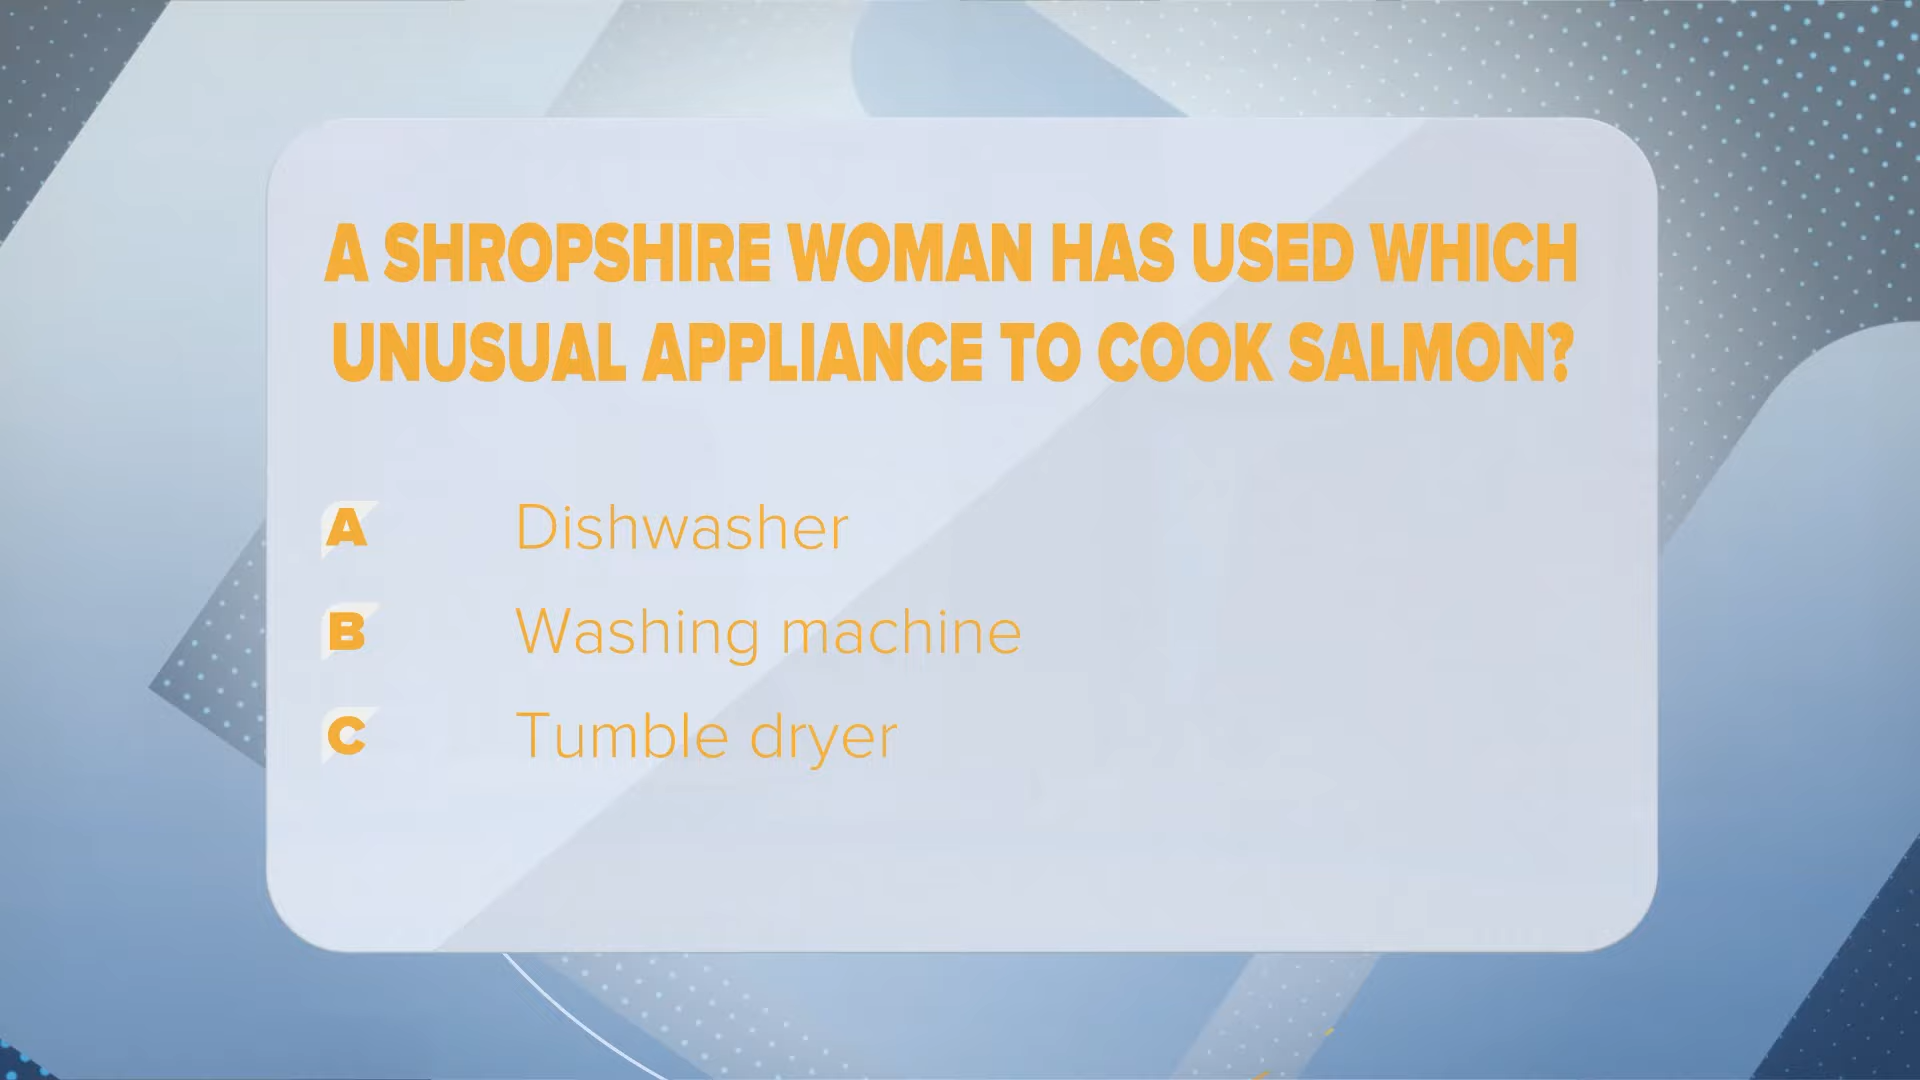 A SHROPSHIRE WOMAN HAS USED WHICH
UNUSUAL APPLIANCE TO COOK SALMON?
A Dishwasher
B Washing machine
C Tumble dryer